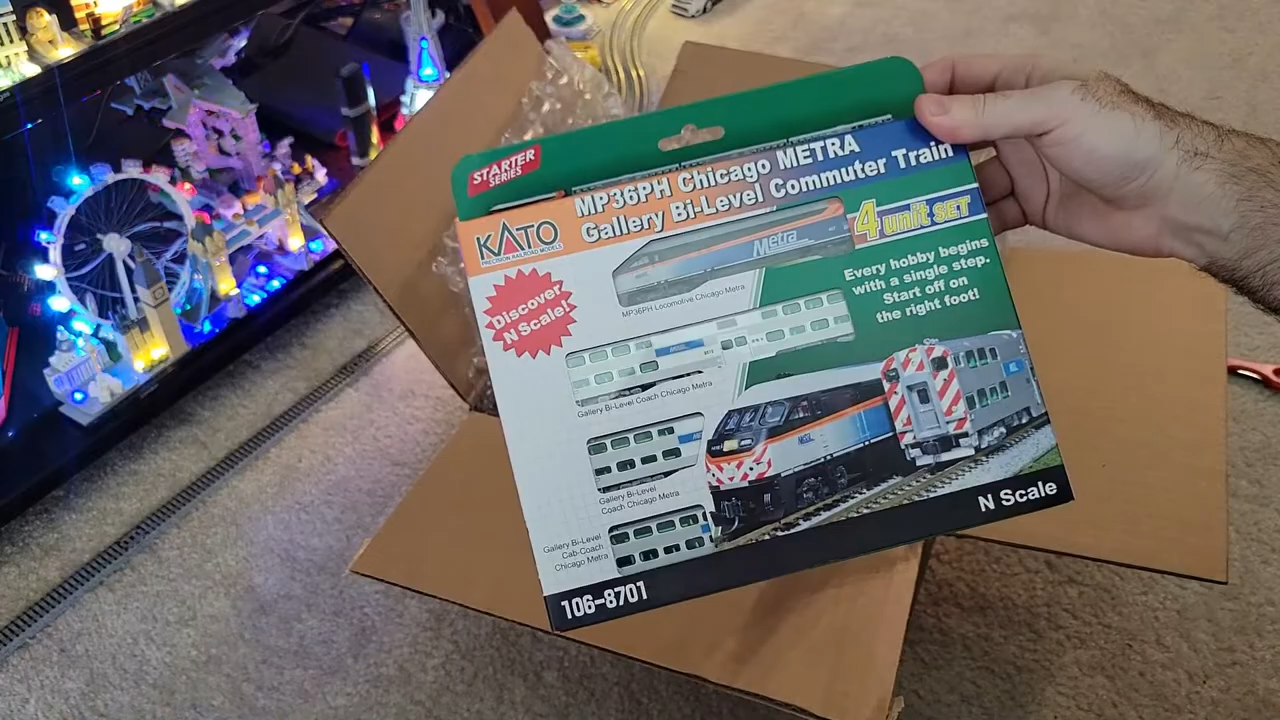 STARTER
SERIES
MP36PH Chicago METRA
Gallery Bi-Level Commuter Train
KATO
PRECISION RAILROAD MODELS
4 unit SET
Metra
MP36PH Locomotive Chicago Metra
Every hobby begins
with a single step.
Start off on
the right foot!
Discover
N Scale!
Gallery Bi-Level Coach Chicago Metra
Gallery Bi-Level
Coach Chicago Metra
Gallery Bi-Level
Cab-Coach
Chicago Metra
N Scale
106-8701